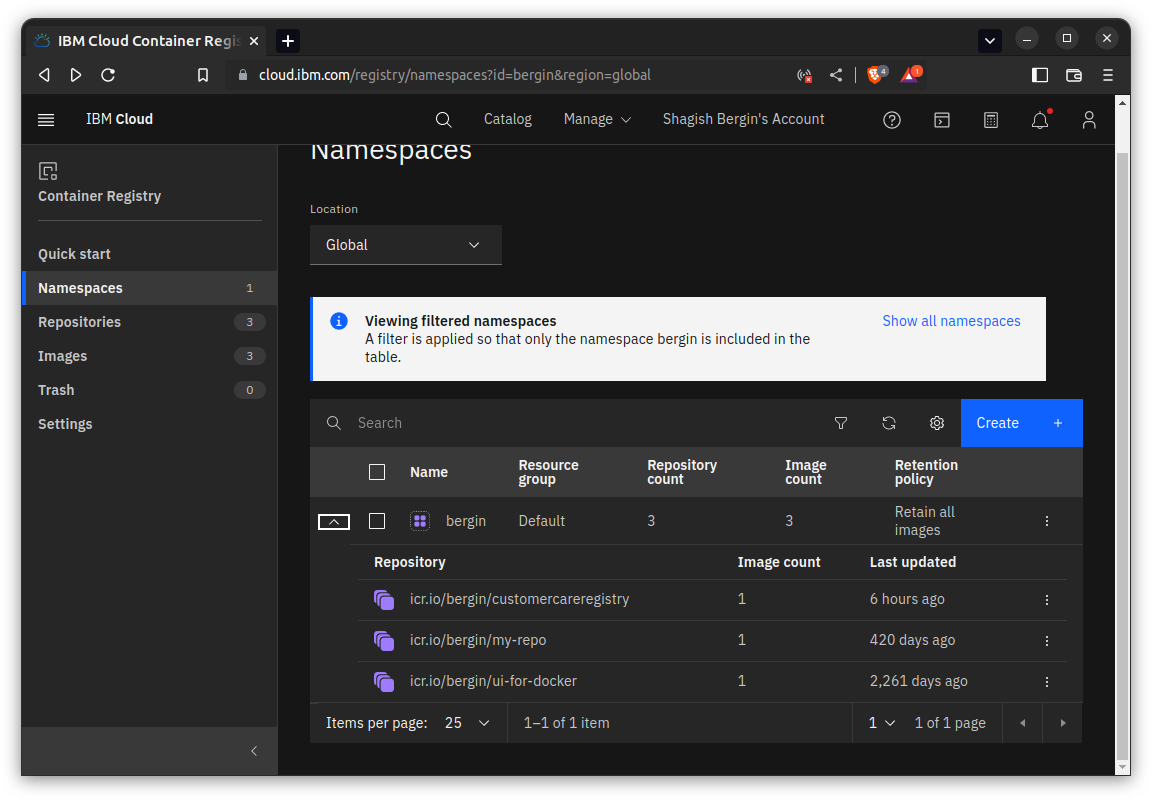 IBM Cloud Container Regis
cloud.ibm.com/registry/namespaces?id=bergin&region=global
4
1
IBM Cloud
Catalog
Manage
Shagish Bergin's Account
Container Registry
Quick start
Namespaces 1
Repositories 3
Images 3
Trash 0
Settings
Namespaces
Location
Global
Viewing filtered namespaces
Show all namespaces
A filter is applied so that only the namespace bergin is included in the
table.
Search
Create +
Name
Resource
group
Repository
count
Image
count
Retention
policy
bergin
Default
3
3
Retain all
images
Repository Image count Last updated
icr.io/bergin/customercareregistry 1 6 hours ago
icr.io/bergin/my-repo 1 420 days ago
icr.io/bergin/ui-for-docker 1 2,261 days ago
Items per page: 25 1–1 of 1 item 1 1 of 1 page